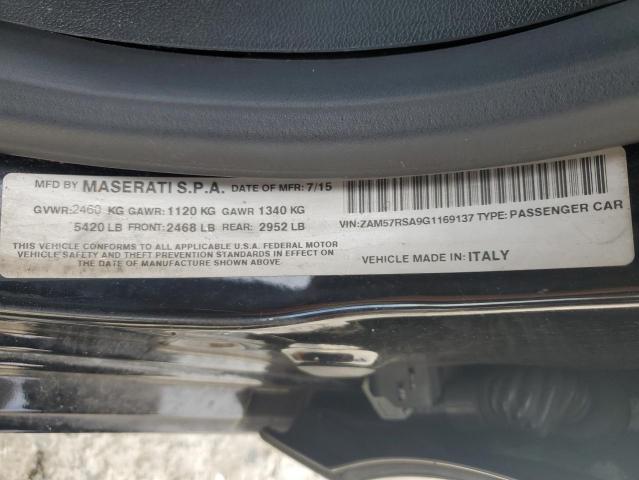 MFD BY MASERATI S.P.A. DATE OF MFR: 7/15
GVWR:2460 KG GAWR: 1120 KG GAWR 1340 KG
5420 LB FRONT: 2468 LB REAR: 2952 LB
THIS VEHICLE CONFORMS TO ALL APPLICABLE U.S.A. FEDERAL MOTOR
VEHICLE SAFETY AND THEFT PREVENTION STANDARDS IN EFFECT ON
THE DATE OF MANUFACTURE SHOWN ABOVE
VIN:ZAM57RSA9G1169137 TYPE: PASSENGER CAR
VEHICLE MADE IN: ITALY